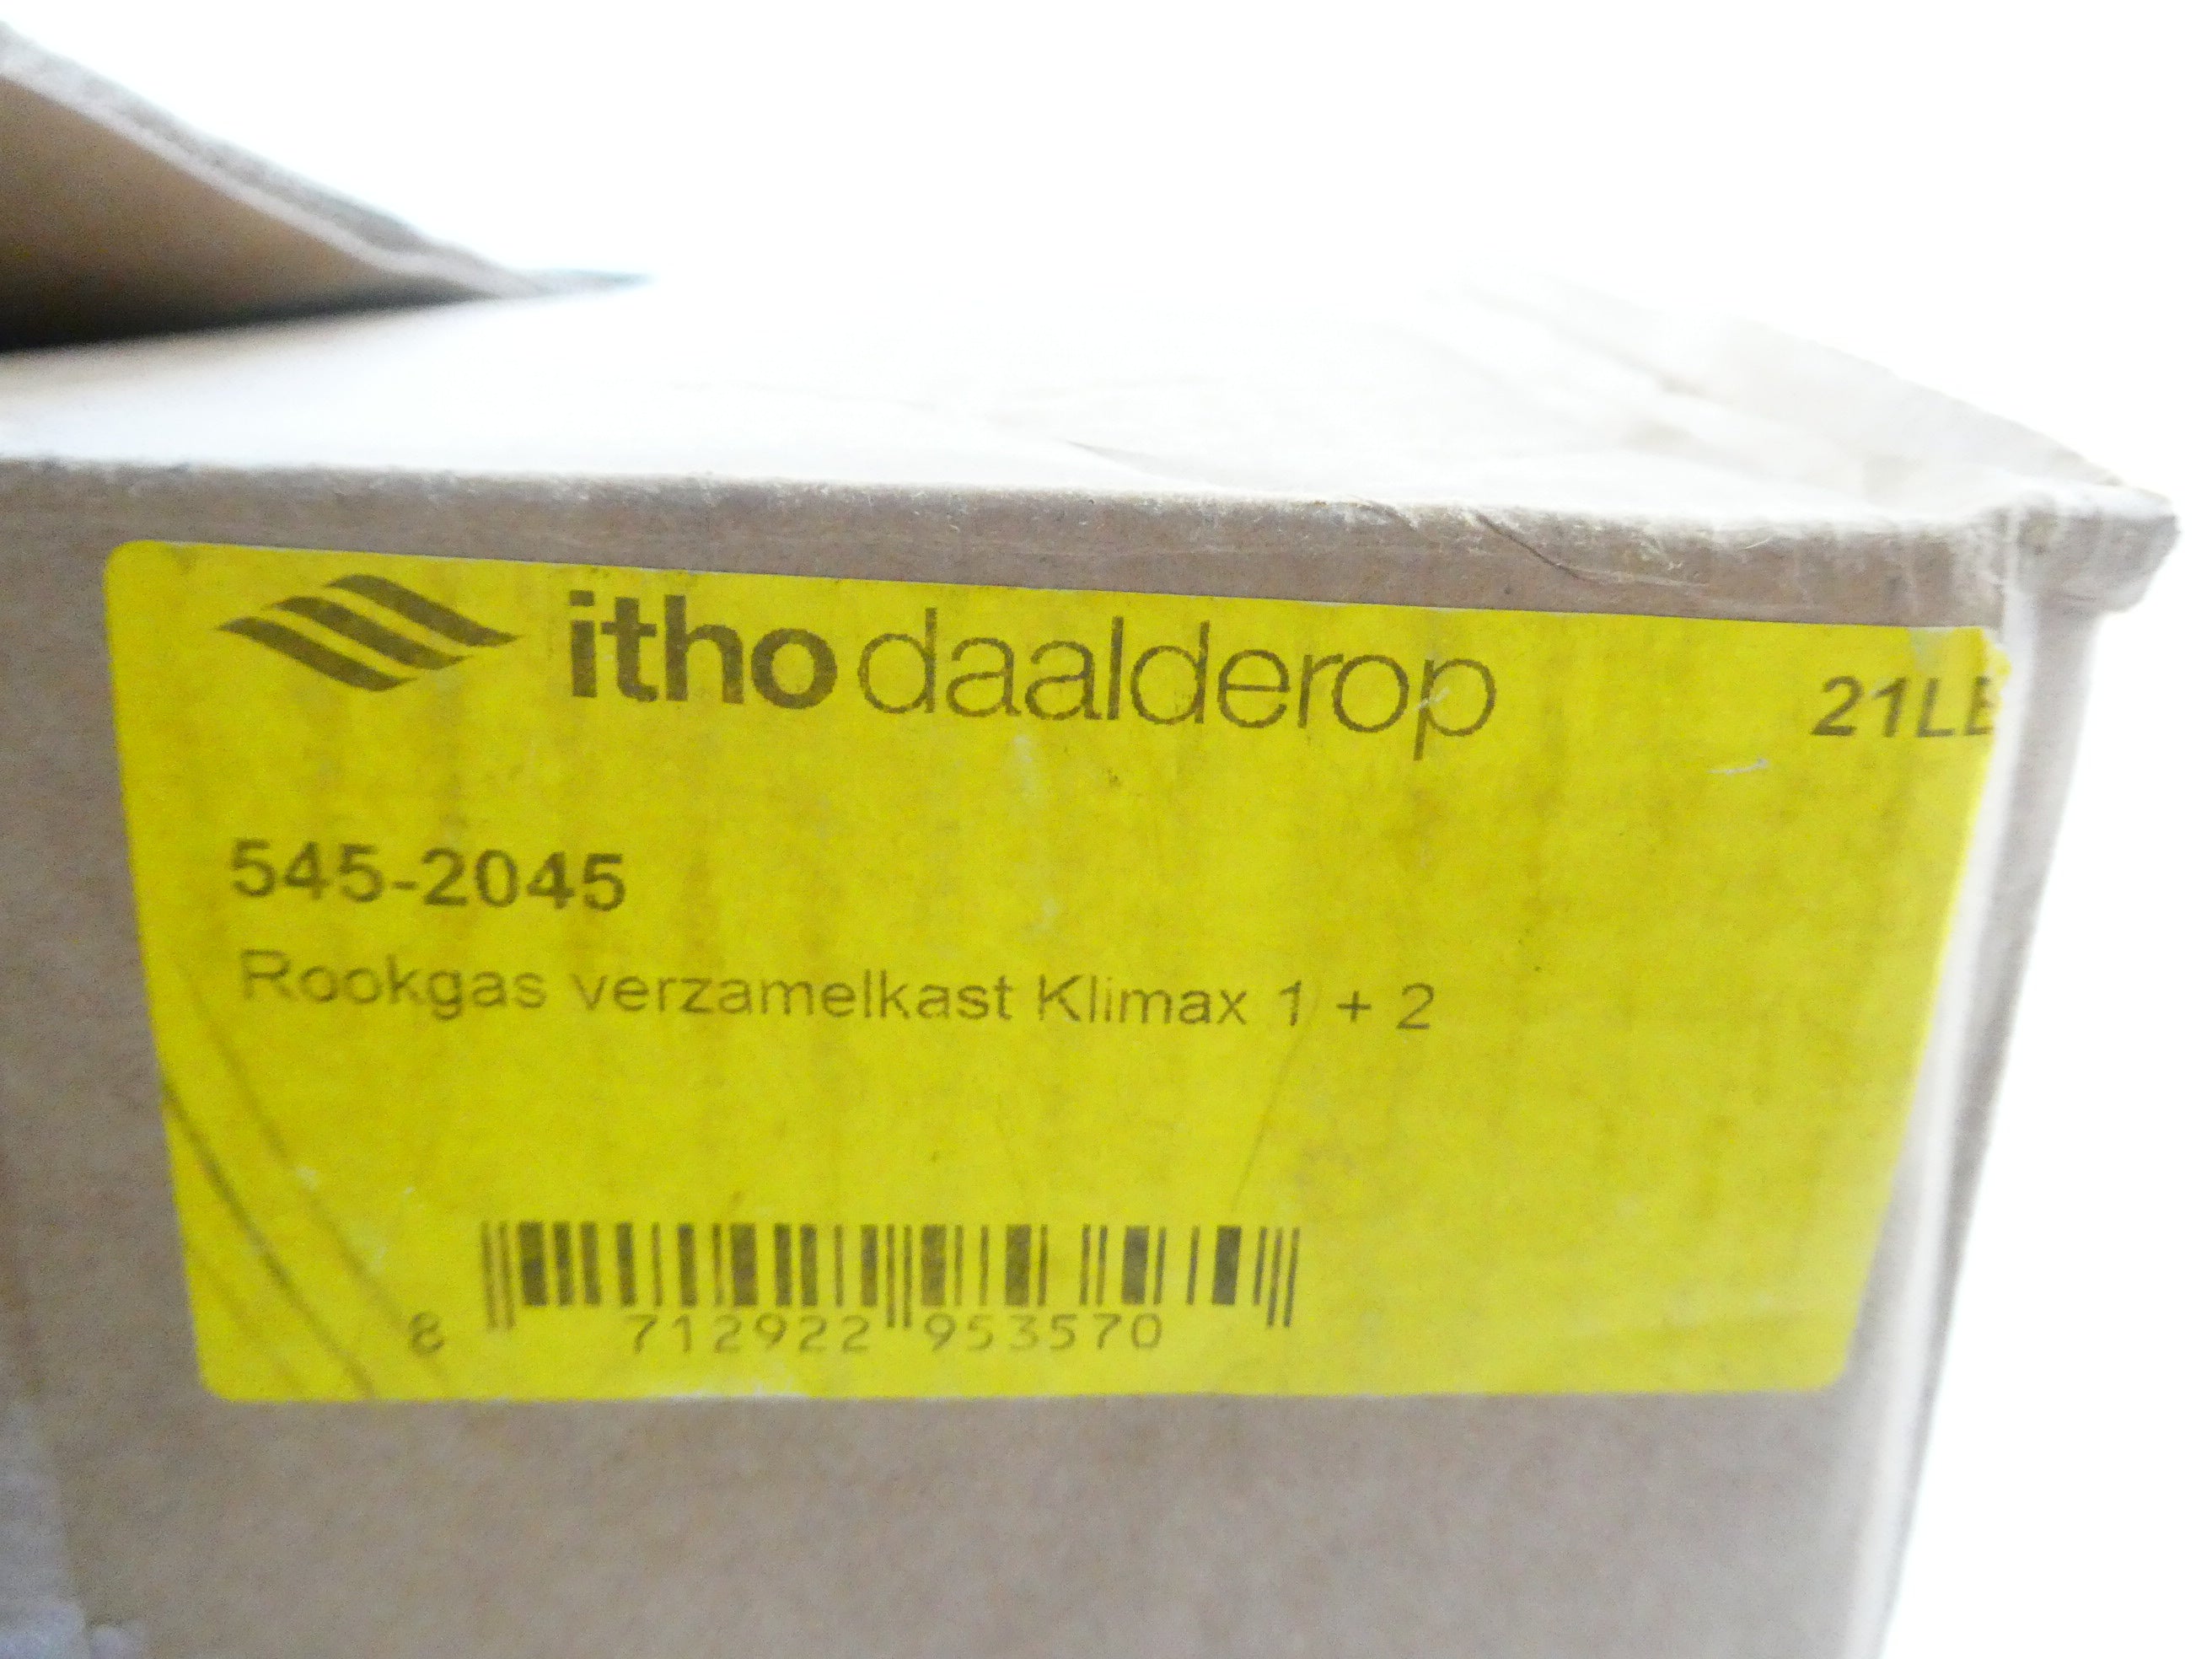 itho daalderop 21LE
545-2045
Rookgas verzamelkast Klimax 1 + 2
8 712922 953570